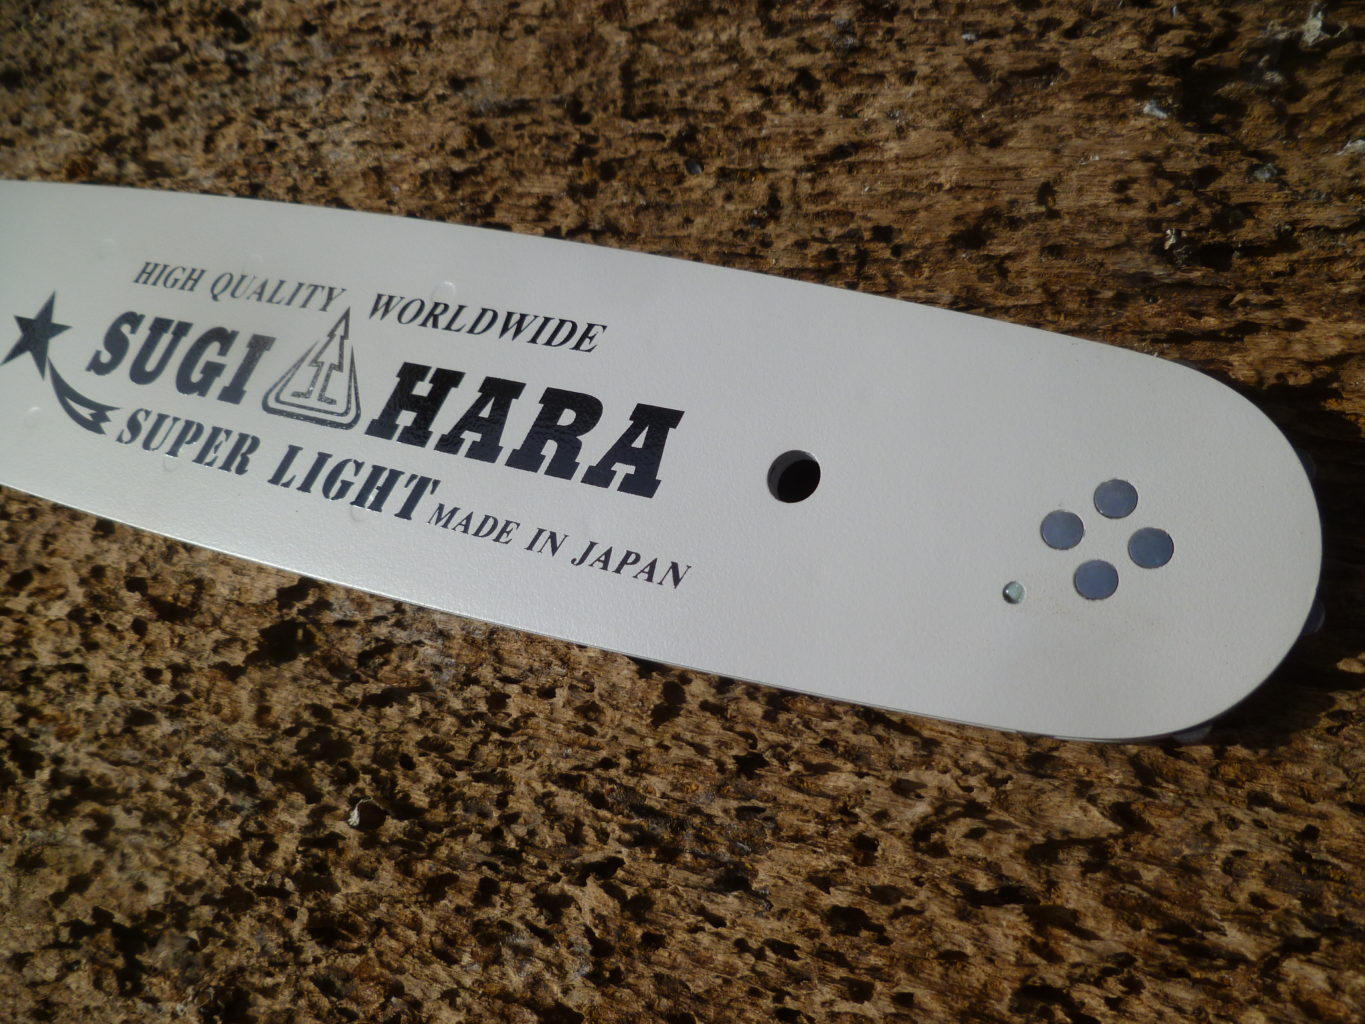 HIGH QUALITY WORLDWIDE
SUGI HARA
SUPER LIGHT MADE IN JAPAN